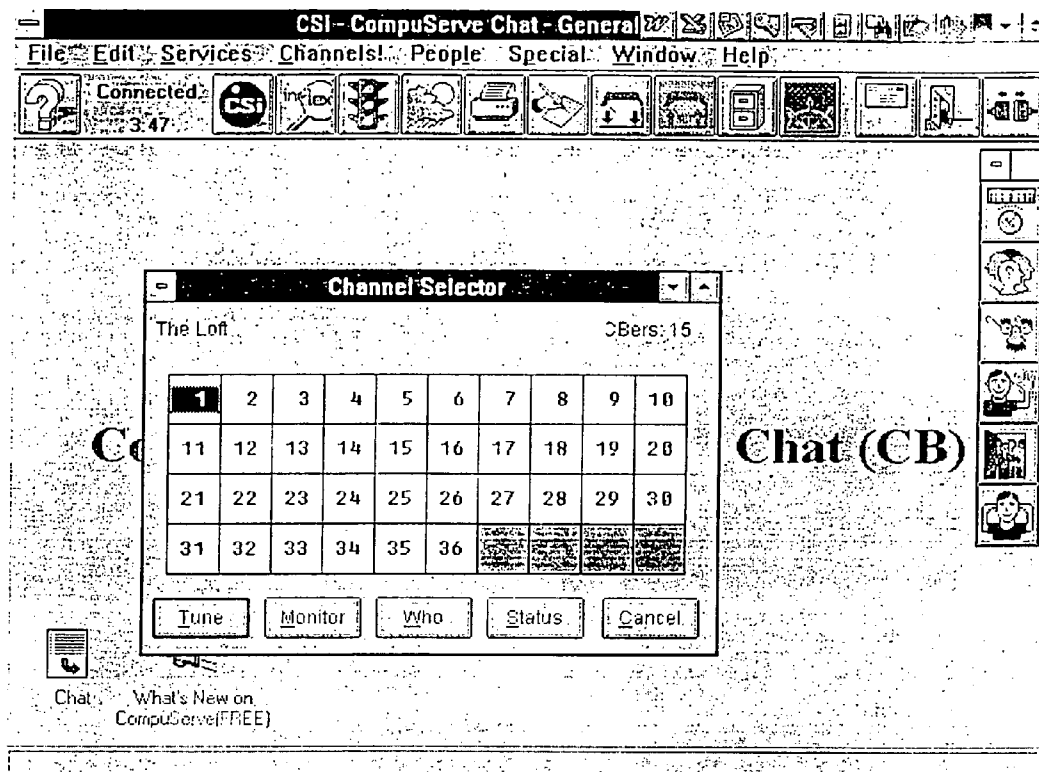 CSI - CompuServe Chat - General
File Edit Services Channels! People Special Window Help
Connected:
3:47
CSi
Channel Selector
The Loft
CBers: 15
1 2 3 4 5 6 7 8 9 10
11 12 13 14 15 16 17 18 19 20
21 22 23 24 25 26 27 28 29 30
31 32 33 34 35 36
Chat (CB)
Tune Monitor Who Status Cancel
Chat
What's New on
CompuServe(FREE)